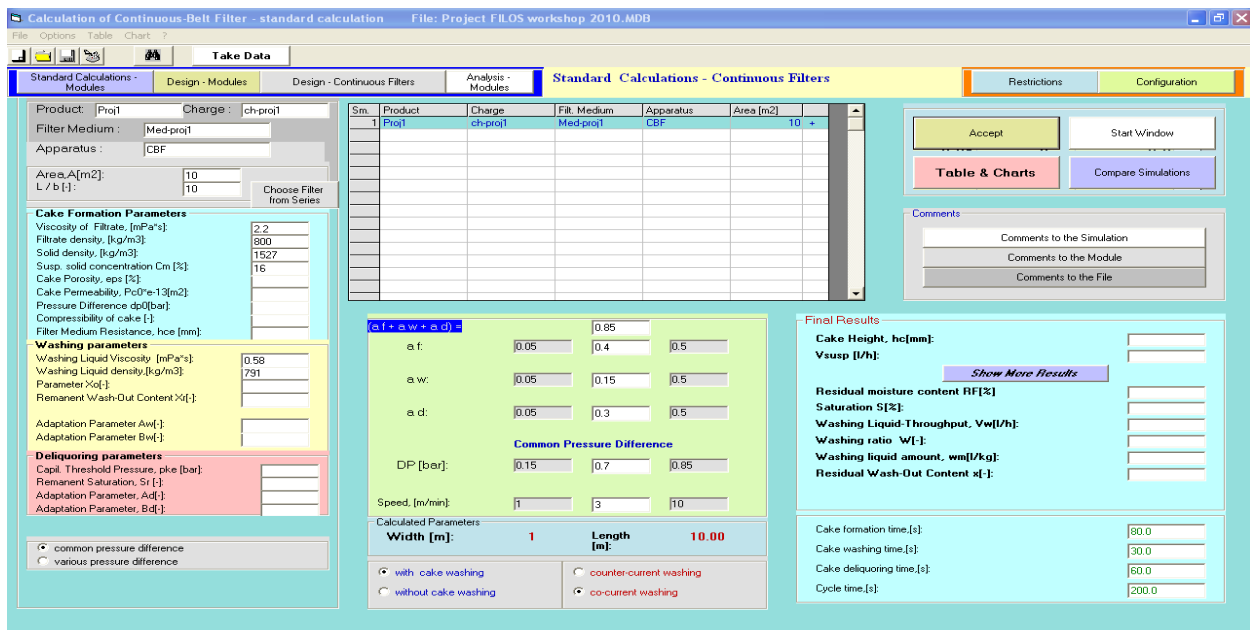 Calculation of Continuous-Belt Filter - standard calculation File: Project FILOS workshop 2010.MDB
File Options Table Chart ?
Take Data
Standard Calculations - Modules
Design - Modules
Design - Continuous Filters
Analysis - Modules
Standard Calculations - Continuous Filters
Restrictions
Configuration
Product: Proj1 Charge : ch-proj1
Filter Medium : Med-proj1
Apparatus : CBF
Area,A[m2]: 10
L / b [-]: 10
Choose Filter from Series
Cake Formation Parameters
Viscosity of Filtrate, [mPa*s]: 2.2
Filtrate density, [kg/m3]: 800
Solid density, [kg/m3]: 1527
Susp. solid concentration Cm [%]: 16
Cake Porosity, eps [%]:
Cake Permeability, Pc0*e-13[m2]:
Pressure Difference dp0[bar]:
Compressibility of cake [-]:
Filter Medium Resistance, hce [mm]:
Washing parameters
Washing Liquid Viscosity [mPa*s]: 0.58
Washing Liquid density,[kg/m3]: 791
Parameter Xo[-]:
Remanent Wash-Out Content Xr[-]:
Adaptation Parameter Aw[-]:
Adaptation Parameter Bw[-]:
Deliquoring parameters
Capil. Threshold Pressure, pke [bar]:
Remanent Saturation, Sr [-]:
Adaptation Parameter, Ad[-]:
Adaptation Parameter, Bd[-]:
common pressure difference
various pressure difference
Sm. Product Charge Filt. Medium Apparatus Area [m2]
1 Proj1 ch-proj1 Med-proj1 CBF 10 +
(a f + a w + a d) = 0.85
a f: 0.05 0.4 0.5
a w: 0.05 0.15 0.5
a d: 0.05 0.3 0.5
Common Pressure Difference
DP [bar]: 0.15 0.7 0.85
Speed, [m/min]: 1 3 10
Calculated Parameters
Width [m]: 1 Length [m]: 10.00
with cake washing
without cake washing
counter-current washing
co-current washing
Accept
Start Window
Table & Charts
Compare Simulations
Comments
Comments to the Simulation
Comments to the Module
Comments to the File
Final Results
Cake Height, hc[mm]:
Vsusp [l/h]:
Show More Results
Residual moisture content RF[%]
Saturation S[%]:
Washing Liquid-Throughput, Vw[l/h]:
Washing ratio W[-]:
Washing liquid amount, wm[l/kg]:
Residual Wash-Out Content x[-]:
Cake formation time,[s]: 80.0
Cake washing time,[s]: 30.0
Cake deliquoring time,[s]: 60.0
Cycle time,[s]: 200.0